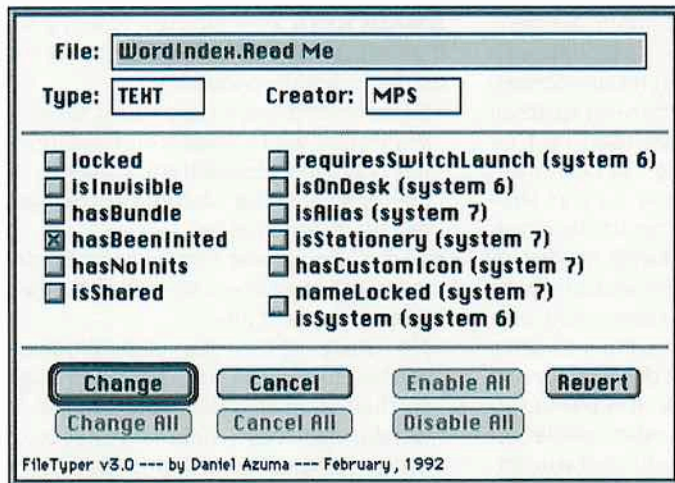 File: WordIndex.Read Me
Type: TEXT Creator: MPS
locked
isInvisible
hasBundle
hasBeenInited
hasNoInits
isShared
requiresSwitchLaunch (system 6)
isOnDesk (system 6)
isAlias (system 7)
isStationery (system 7)
hasCustomIcon (system 7)
nameLocked (system 7)
isSystem (system 6)
Change Cancel Enable All Revert
Change All Cancel All Disable All
FileTyper v3.0 --- by Daniel Azuma --- February, 1992